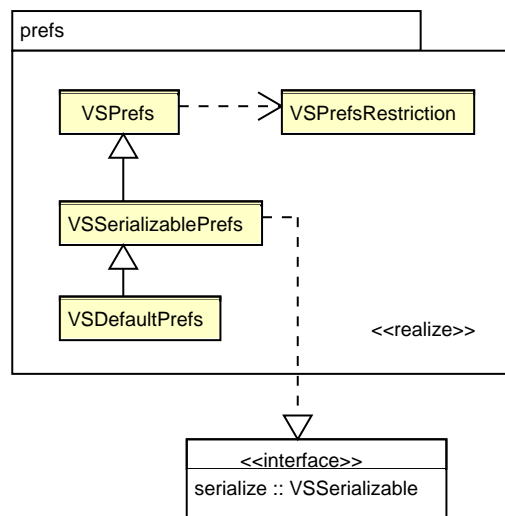 prefs
VSPrefs
VSPrefsRestriction
VSSerializablePrefs
VSDefaultPrefs
<<realize>>
<<interface>>
serialize :: VSSerializable